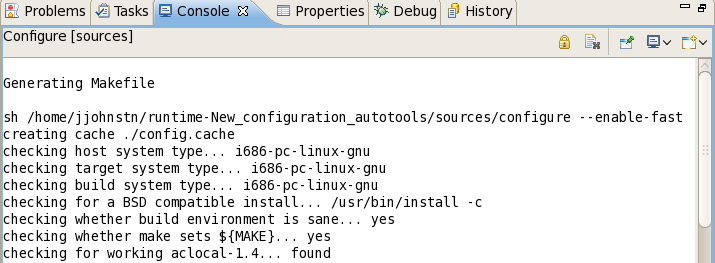 Problems Tasks Console Properties Debug History
Configure [sources]
Generating Makefile
sh /home/jjohnstn/runtime-New_configuration_autotools/sources/configure --enable-fast
creating cache ./config.cache
checking host system type... i686-pc-linux-gnu
checking target system type... i686-pc-linux-gnu
checking build system type... i686-pc-linux-gnu
checking for a BSD compatible install... /usr/bin/install -c
checking whether build environment is sane... yes
checking whether make sets ${MAKE}... yes
checking for working aclocal-1.4... found